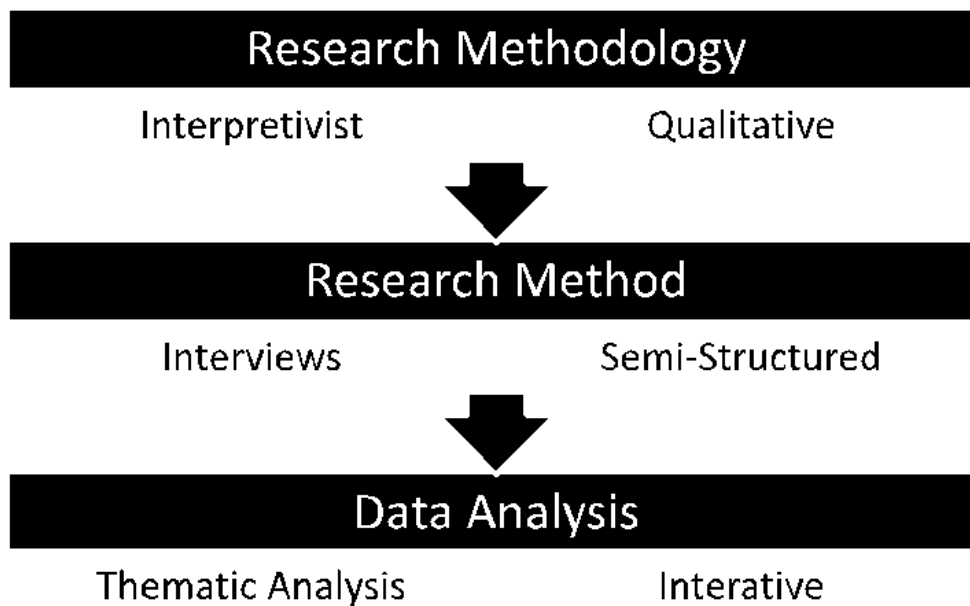 Research Methodology
Interpretivist Qualitative
Research Method
Interviews Semi-Structured
Data Analysis
Thematic Analysis Interative